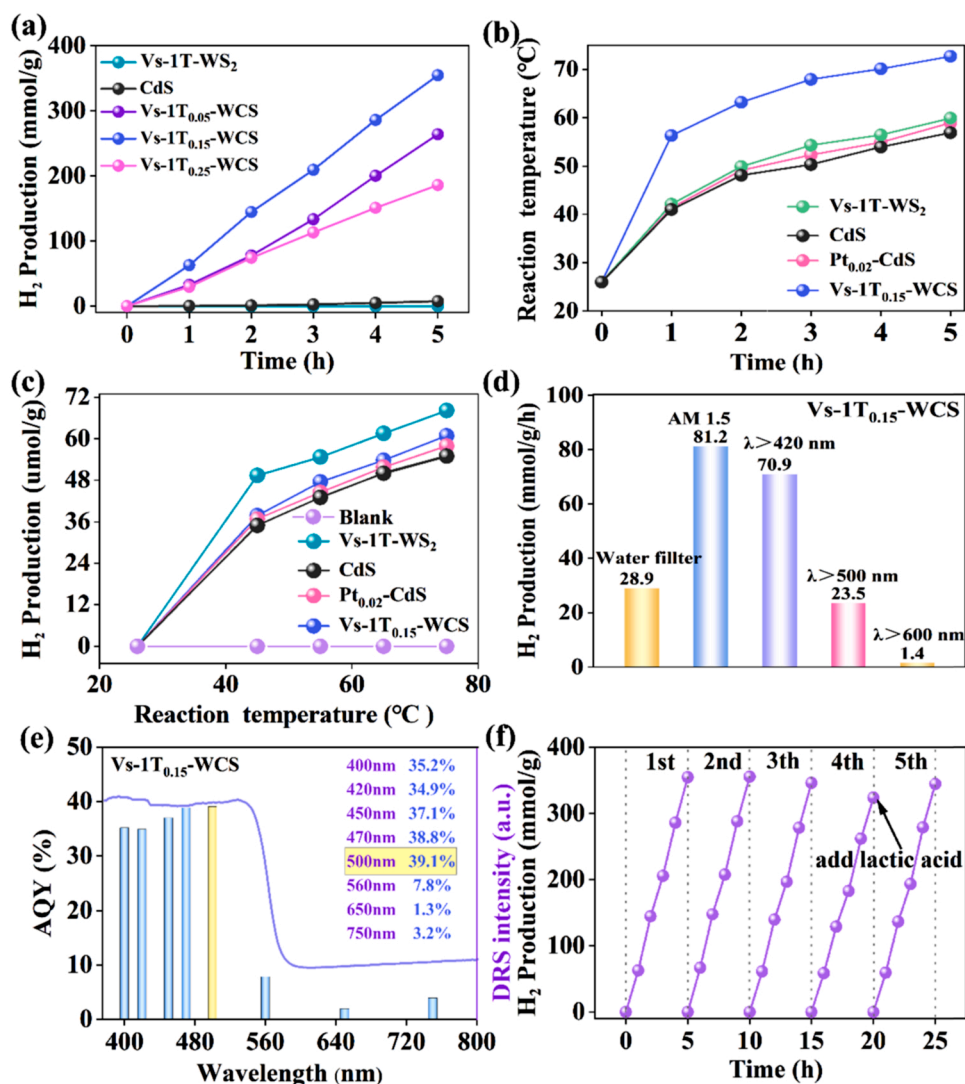 (a)
H₂ Production (mmol/g)
400
300
200
100
0
Vs-1T-WS₂
CdS
Vs-1T₀.₀₅-WCS
Vs-1T₀.₁₅-WCS
Vs-1T₀.₂₅-WCS
0 1 2 3 4 5
Time (h)
(b)
Reaction temperature (°C)
70
60
50
40
30
20
Vs-1T-WS₂
CdS
Pt₀.₀₂-CdS
Vs-1T₀.₁₅-WCS
0 1 2 3 4 5
Time (h)
(c)
H₂ Production (umol/g)
72
60
48
36
24
12
0
Blank
Vs-1T-WS₂
CdS
Pt₀.₀₂-CdS
Vs-1T₀.₁₅-WCS
20 40 60 80
Reaction temperature (°C )
(d)
H₂ Production (mmol/g/h)
100
80
60
40
20
0
Vs-1T₀.₁₅-WCS
Water fillter
28.9
AM 1.5
81.2
λ>420 nm
70.9
λ>500 nm
23.5
λ>600 nm
1.4
(e)
AQY (%)
50
40
30
20
10
0
Vs-1T₀.₁₅-WCS
400nm 35.2%
420nm 34.9%
450nm 37.1%
470nm 38.8%
500nm 39.1%
560nm 7.8%
650nm 1.3%
750nm 3.2%
DRS intensity (a.u.)
400 480 560 640 720 800
Wavelength (nm)
(f)
H₂ Production (mmol/g)
400
300
200
100
0
1st 2nd 3th 4th 5th
add lactic acid
0 5 10 15 20 25
Time (h)